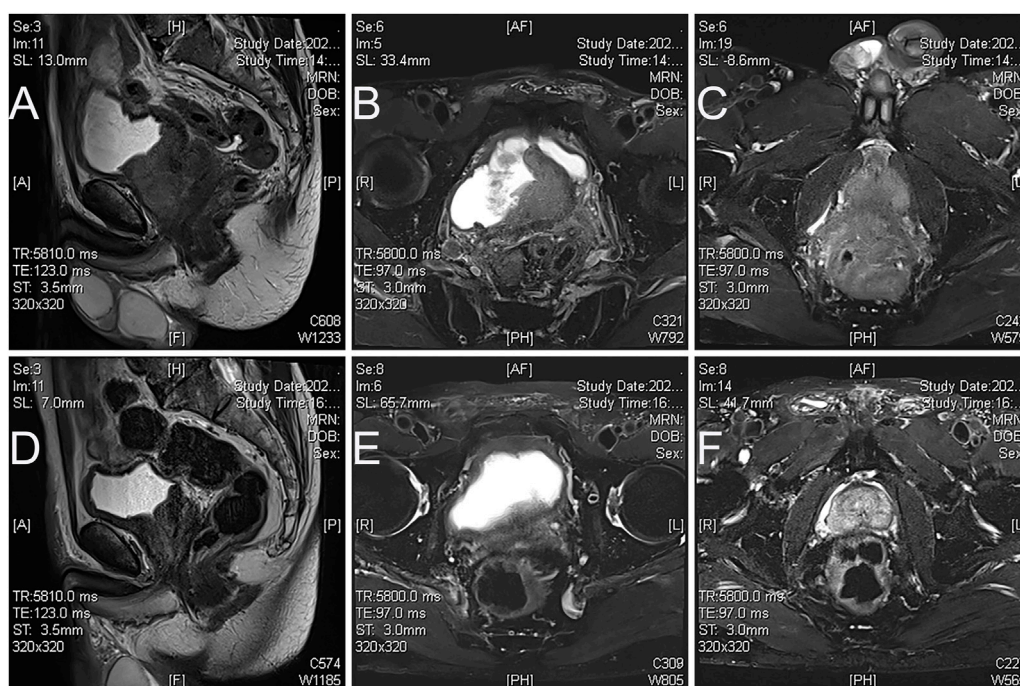 Se:3
Im:11
SL: 13.0mm
[H]
.
Study Date:202...
Study Time:14:...
MRN:
DOB:
Sex:
A
[A]
[P]
TR:5810.0 ms
TE:123.0 ms
ST: 3.5mm
320x320
[F]
C608
W1233
Se:6
Im:5
SL: 33.4mm
[AF]
.
Study Date:202...
Study Time:14:...
MRN:
DOB:
Sex:
B
[R]
[L]
TR:5800.0 ms
TE:97.0 ms
ST: 3.0mm
320x320
[PH]
C321
W792
Se:6
Im:19
SL: -8.6mm
[AF]
Study Date:202...
Study Time:14:...
MRN:
DOB:
Sex
C
[R]
TR:5800.0 ms
TE:97.0 ms
ST: 3.0mm
320x320
[PH]
Se:3
Im:11
SL: 7.0mm
[H]
.
Study Date:202...
Study Time:16:...
MRN:
DOB:
Sex:
D
[A]
[P]
TR:5810.0 ms
TE:123.0 ms
ST: 3.5mm
320x320
[F]
C574
W1185
Se:8
Im:6
SL: 65.7mm
[AF]
.
Study Date:202...
Study Time:16:...
MRN:
DOB:
Sex:
E
[R]
[L]
TR:5800.0 ms
TE:97.0 ms
ST: 3.0mm
320x320
[PH]
C309
W805
Se:8
Im:14
SL: 41.7mm
[AF]
Study Date:202...
Study Time:16:...
MRN:
DOB:
Sex
F
[R]
TR:5800.0 ms
TE:97.0 ms
ST: 3.0mm
320x320
[PH]